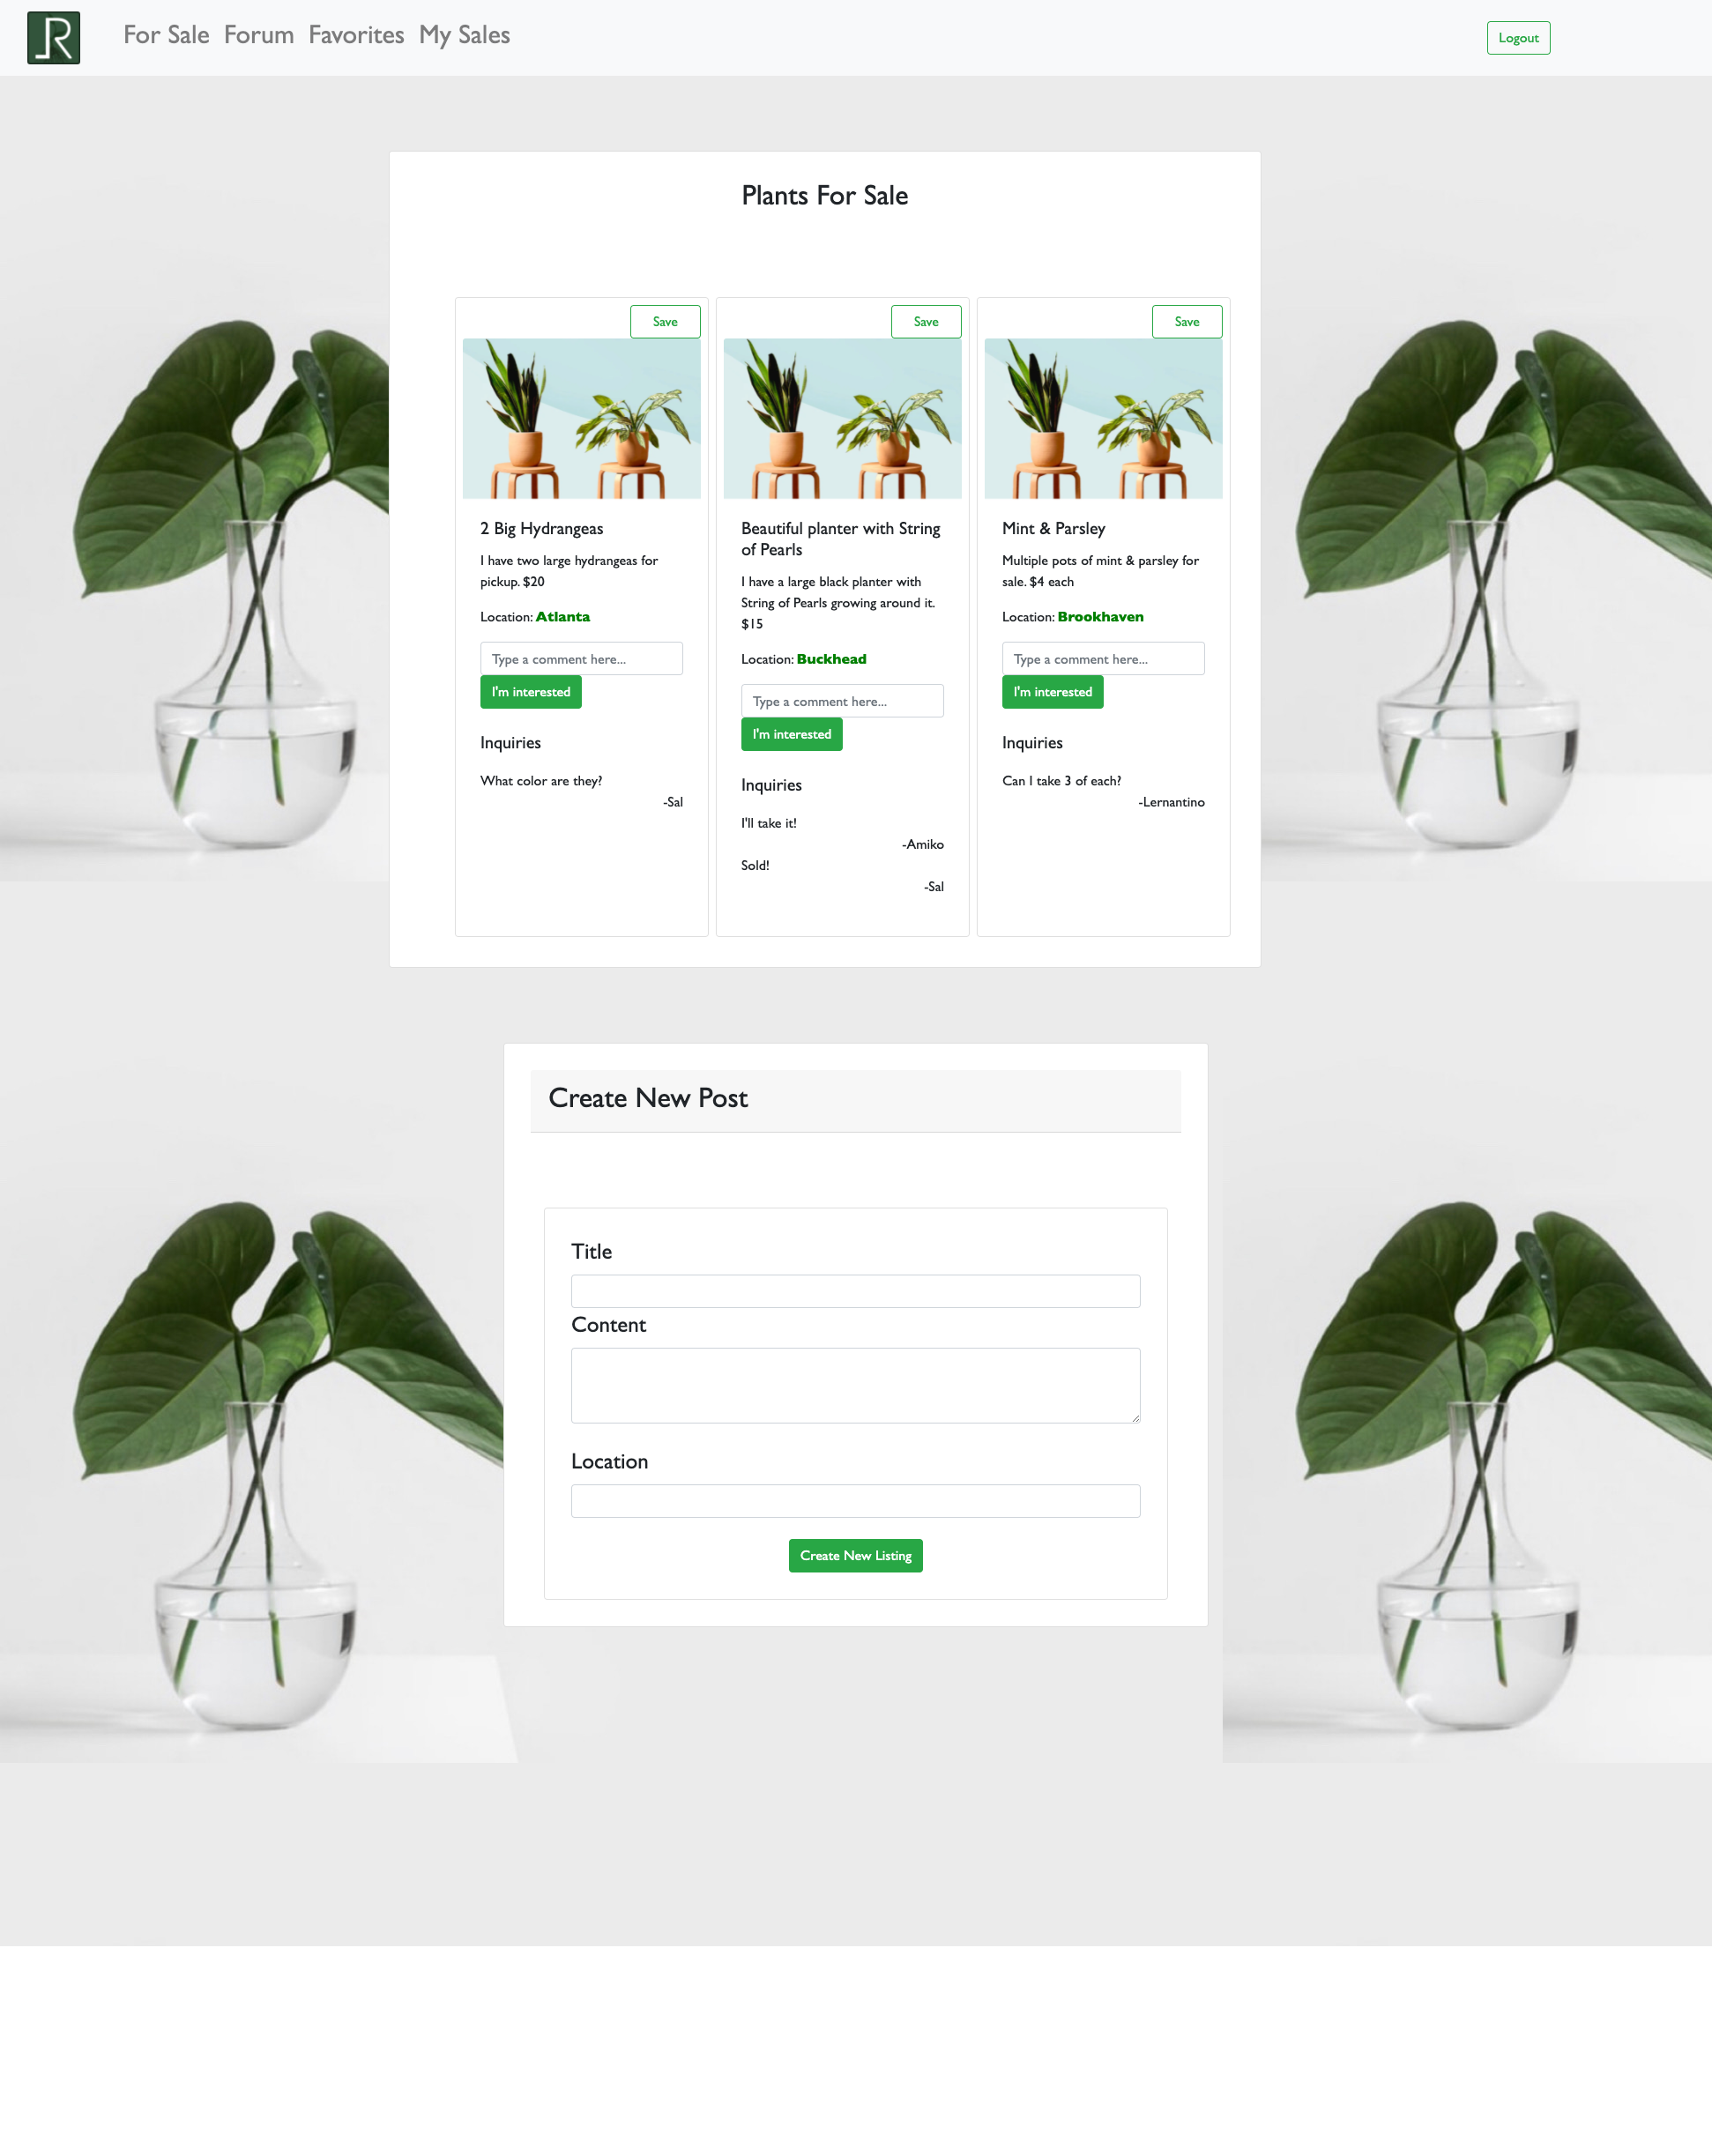 JR
For Sale Forum Favorites My Sales
Logout
Plants For Sale
Save
2 Big Hydrangeas
I have two large hydrangeas for
pickup. $20
Location: Atlanta
Type a comment here...
I'm interested
Inquiries
What color are they?
-Sal
Save
Beautiful planter with String
of Pearls
I have a large black planter with
String of Pearls growing around it.
$15
Location: Buckhead
Type a comment here...
I'm interested
Inquiries
I'll take it!
-Amiko
Sold!
-Sal
Save
Mint & Parsley
Multiple pots of mint & parsley for
sale. $4 each
Location: Brookhaven
Type a comment here...
I'm interested
Inquiries
Can I take 3 of each?
-Lernantino
Create New Post
Title
Content
Location
Create New Listing